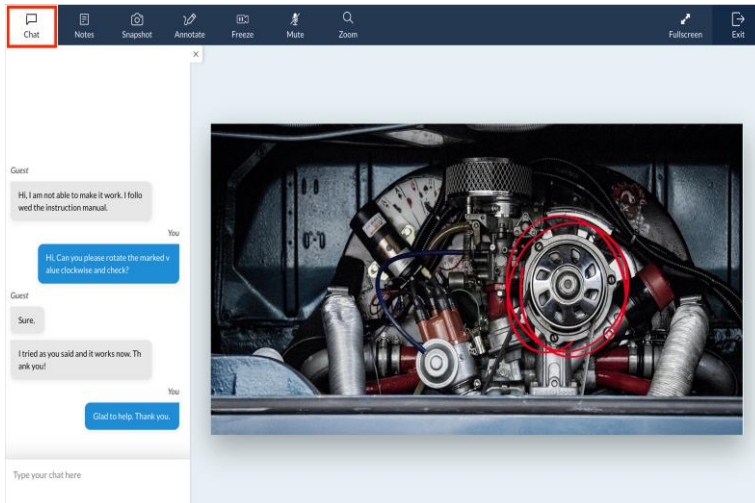 Chat
Notes
Snapshot
Annotate
Freeze
Mute
Zoom
Fullscreen
Exit
X
Guest
Hi, I am not able to make it work. I follo
wed the instruction manual.
You
Hi, Can you please rotate the marked v
alue clockwise and check?
Guest
Sure.
I tried as you said and it works now. Th
ank you!
You
Glad to help. Thank you.
Type your chat here